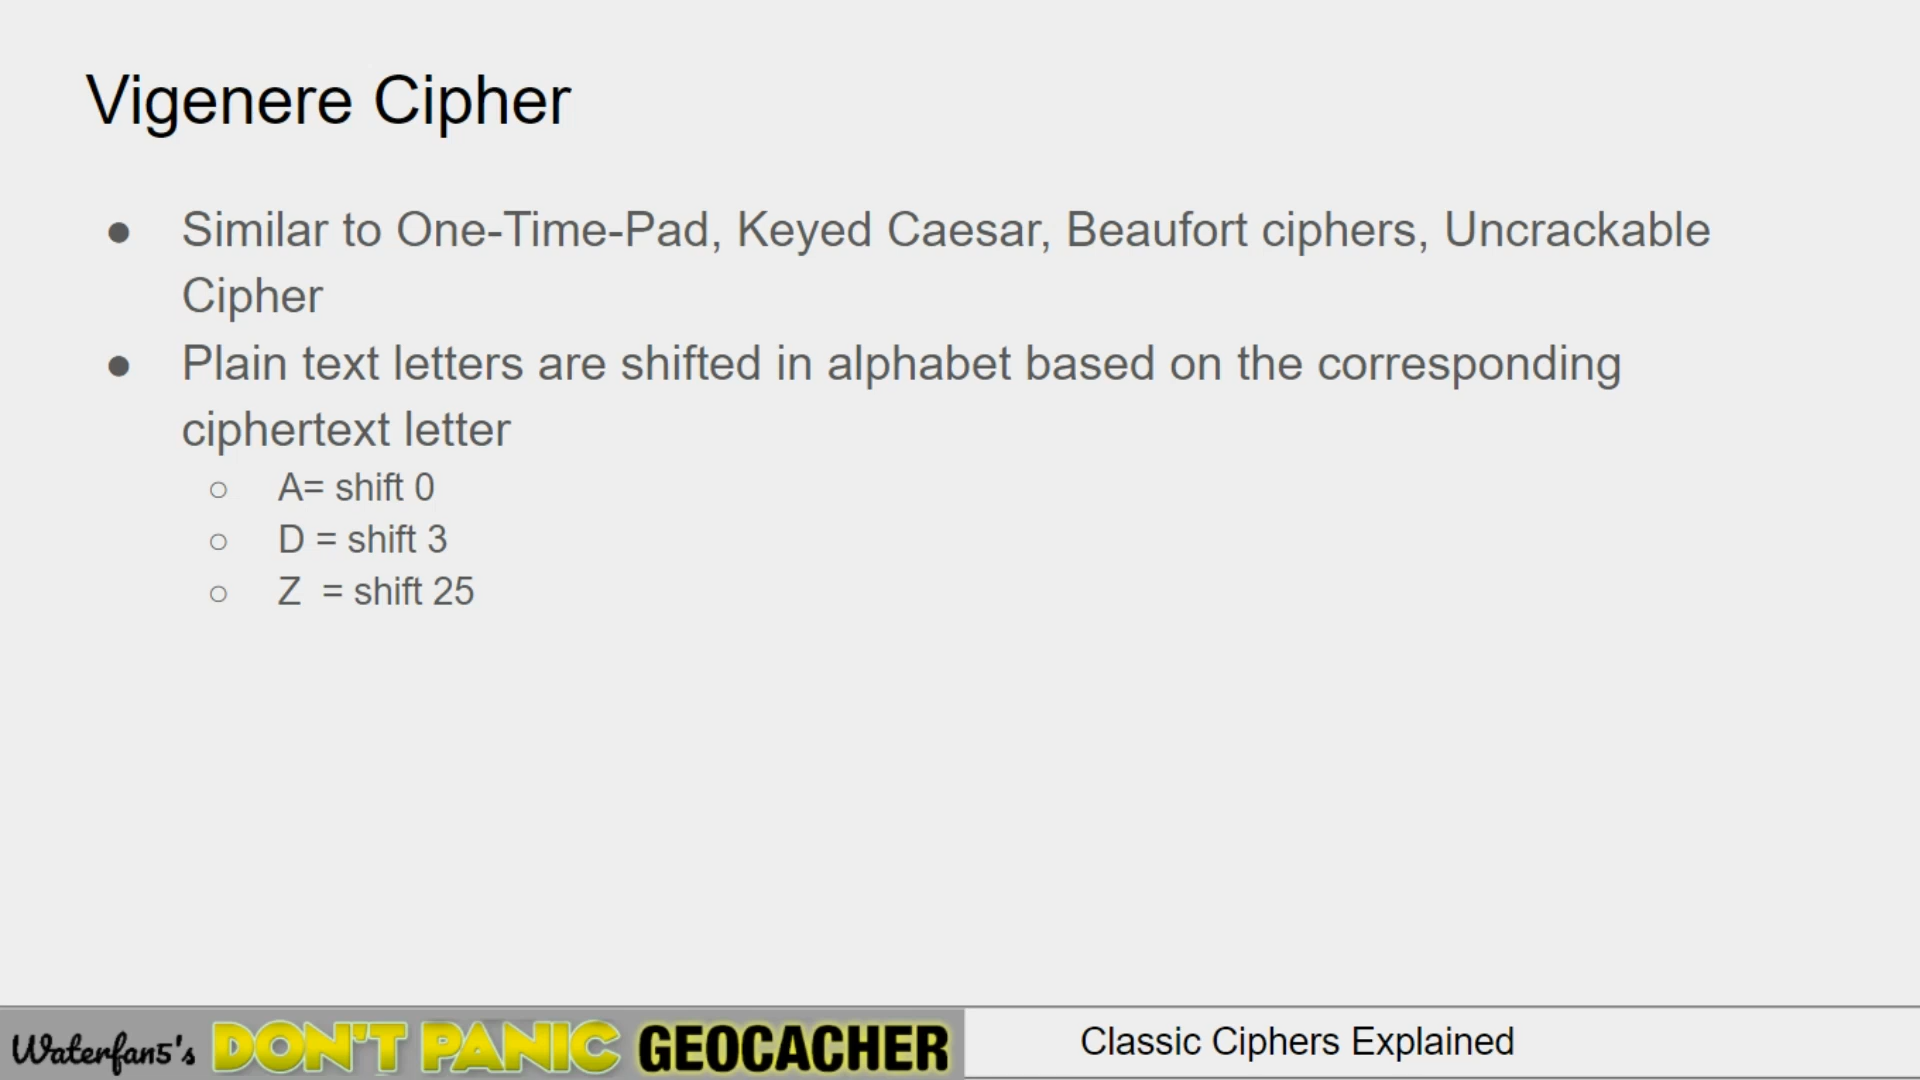 Vigenere Cipher
● Similar to One-Time-Pad, Keyed Caesar, Beaufort ciphers, Uncrackable
Cipher
● Plain text letters are shifted in alphabet based on the corresponding
ciphertext letter
○ A= shift 0
○ D = shift 3
○ Z  = shift 25
Waterfan5's DON'T PANIC GEOCACHER
Classic Ciphers Explained